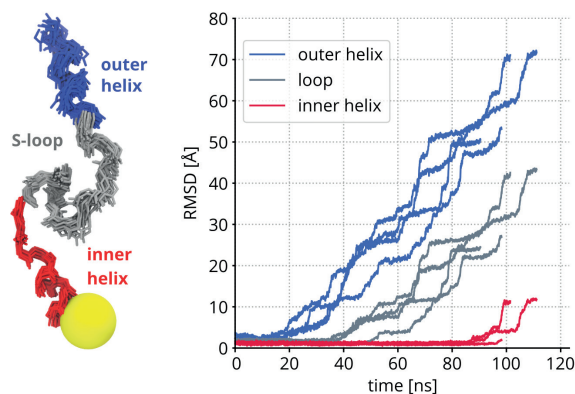 outer
helix
S-loop
inner
helix
80
70
60
50
40
30
20
10
0
RMSD [Å]
outer helix
loop
inner helix
0 20 40 60 80 100 120
time [ns]